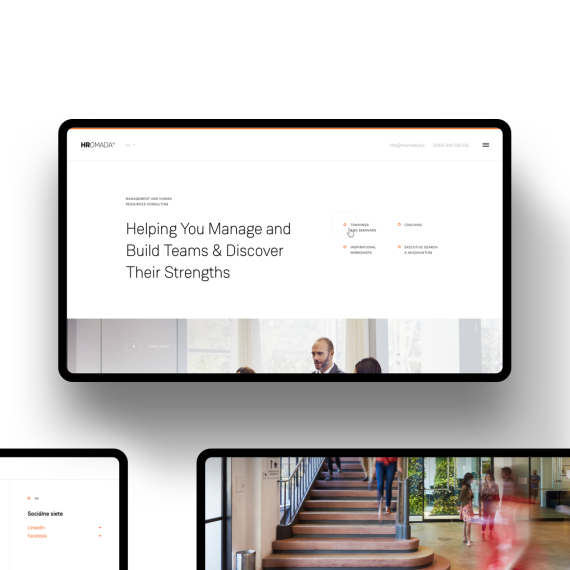 HROMADA
MANAGEMENT AND HUMAN
RESOURCES CONSULTING
Helping You Manage and
Build Teams & Discover
Their Strengths
TRAININGS
AND SEMINARS
COACHING
INSPIRATIONAL
WORKSHOPS
EXECUTIVE SEARCH
& HEADHUNTING
Sociálne siete
LinkedIn
Facebook